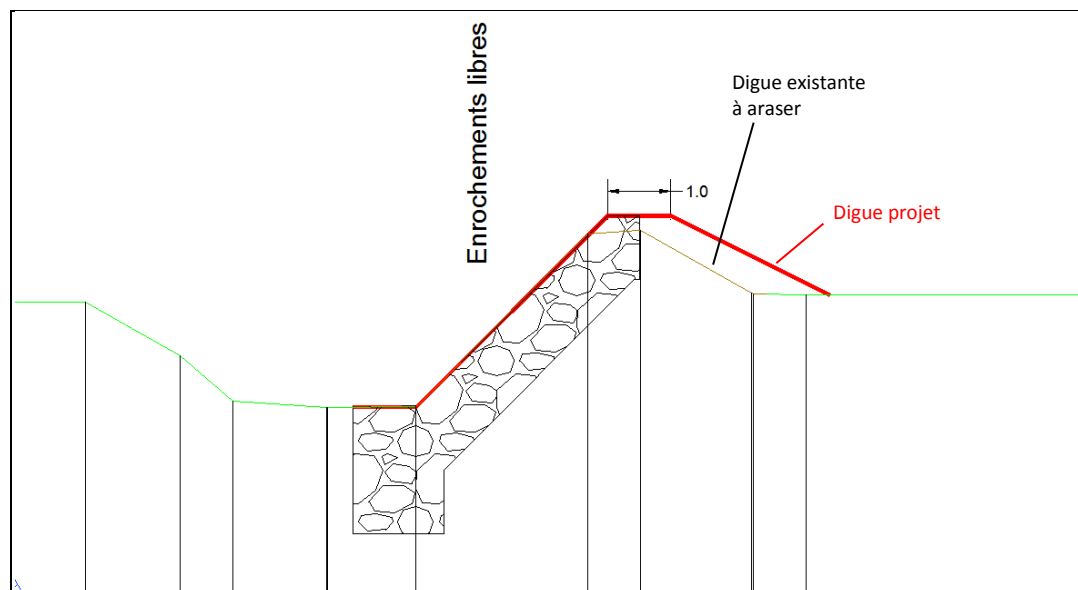 Enrochements libres
Digue existante
à araser
1.0
Digue projet